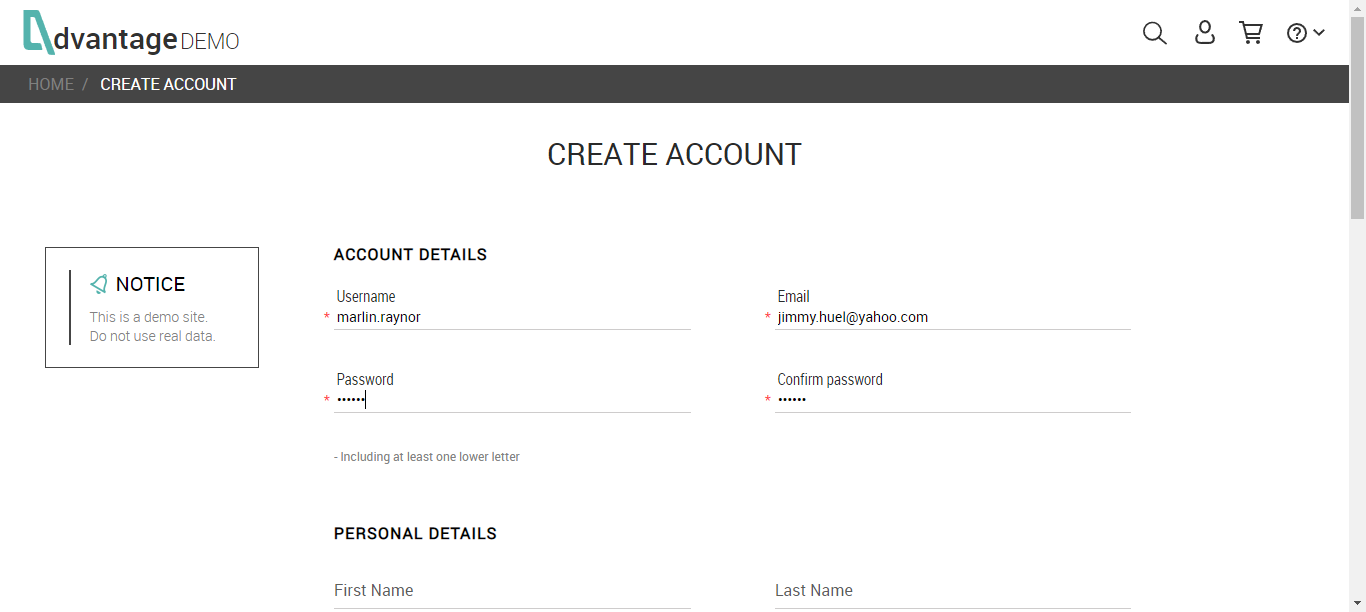 dvantage DEMO
HOME / CREATE ACCOUNT
CREATE ACCOUNT
NOTICE
This is a demo site.
Do not use real data.
ACCOUNT DETAILS
Username
* marlin.raynor
Email
* jimmy.huel@yahoo.com
Password
* ••••••
Confirm password
* ••••••
- Including at least one lower letter
PERSONAL DETAILS
First Name
Last Name